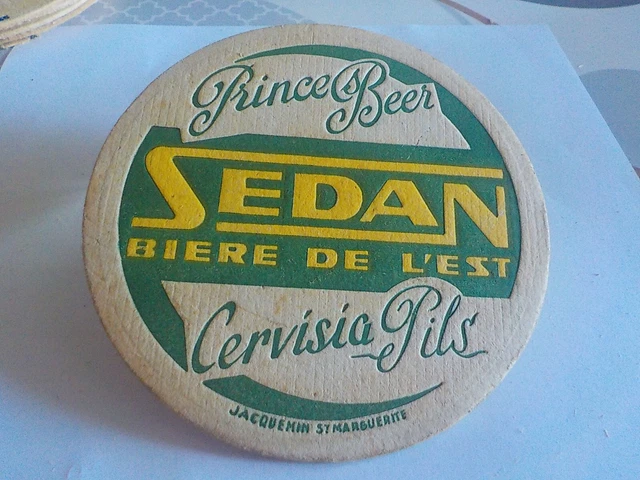 Prince's Beer
SEDAN
BIERE DE L'EST
Cervisia Pils
JACQUEMIN ST MARGUERITE